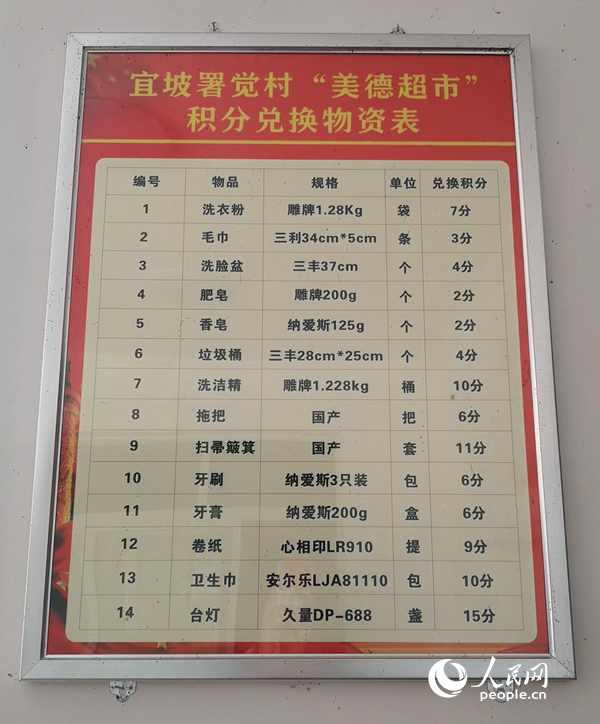 宜坡署觉村“美德超市”
积分兑换物资表
编号 物品 规格 单位 兑换积分
1 洗衣粉 雕牌1.28Kg 袋 7分
2 毛巾 三利34cm*5cm 条 3分
3 洗脸盆 三丰37cm 个 4分
4 肥皂 雕牌200g 个 2分
5 香皂 纳爱斯125g 个 2分
6 垃圾桶 三丰28cm*25cm 个 4分
7 洗洁精 雕牌1.228kg 桶 10分
8 拖把 国产 把 6分
9 扫帚簸箕 国产 套 11分
10 牙刷 纳爱斯3只装 包 6分
11 牙膏 纳爱斯200g 盒 6分
12 卷纸 心相印LR910 提 9分
13 卫生巾 安尔乐LJA81110 包 10分
14 台灯 久量DP-688 盏 15分
人民网
people.cn